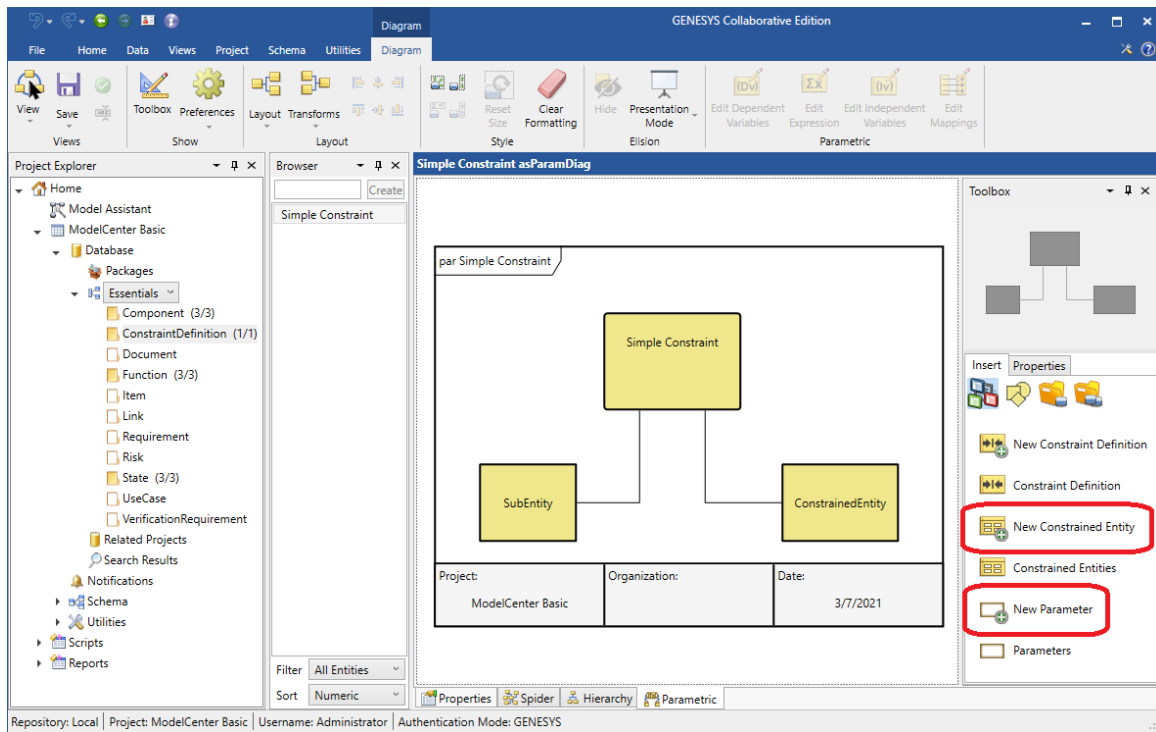 Diagram
GENESYS Collaborative Edition
File Home Data Views Project Schema Utilities Diagram
View Save Toolbox Preferences Layout Transforms Reset Size Clear Formatting Hide Presentation Mode Edit Dependent Variables Edit Expression Edit Independent Variables Edit Mappings
(Dv) Σx (Iv)
Views Show Layout Style Elision Parametric
Project Explorer
Home
Model Assistant
ModelCenter Basic
Database
Packages
Essentials
Component (3/3)
ConstraintDefinition (1/1)
Document
Function (3/3)
Item
Link
Requirement
Risk
State (3/3)
UseCase
VerificationRequirement
Related Projects
Search Results
Notifications
Schema
Utilities
Scripts
Reports
Browser
Create
Simple Constraint
Filter All Entities
Sort Numeric
Simple Constraint asParamDiag
par Simple Constraint
Simple Constraint
SubEntity
ConstrainedEntity
Project: Organization: Date:
ModelCenter Basic 3/7/2021
Properties Spider Hierarchy Parametric
Toolbox
Insert Properties
New Constraint Definition
Constraint Definition
New Constrained Entity
Constrained Entities
New Parameter
Parameters
Repository: Local Project: ModelCenter Basic Username: Administrator Authentication Mode: GENESYS